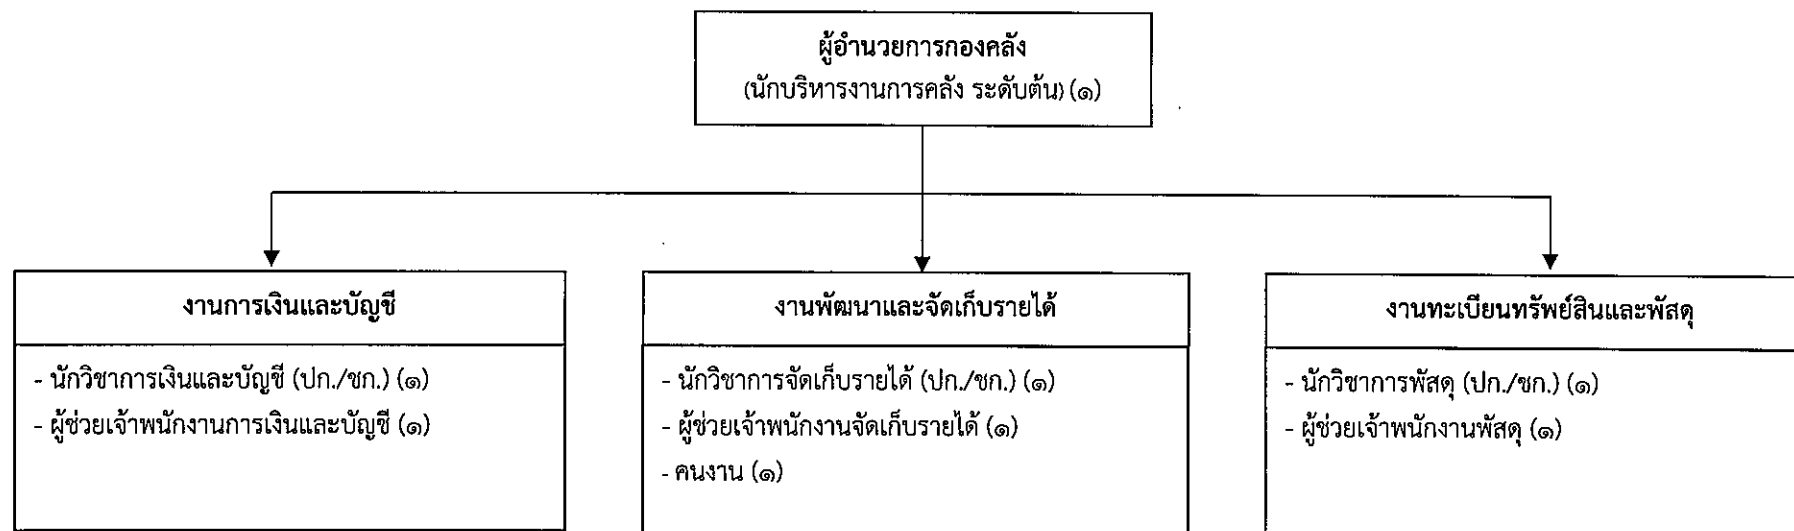 ผู้อำนวยการกองคลัง
(นักบริหารงานการคลัง ระดับต้น) (๑)
งานการเงินและบัญชี
- นักวิชาการเงินและบัญชี (ปก./ชก.) (๑)
- ผู้ช่วยเจ้าพนักงานการเงินและบัญชี (๑)
งานพัฒนาและจัดเก็บรายได้
- นักวิชาการจัดเก็บรายได้ (ปก./ชก.) (๑)
- ผู้ช่วยเจ้าพนักงานจัดเก็บรายได้ (๑)
- คนงาน (๑)
งานทะเบียนทรัพย์สินและพัสดุ
- นักวิชาการพัสดุ (ปก./ชก.) (๑)
- ผู้ช่วยเจ้าพนักงานพัสดุ (๑)